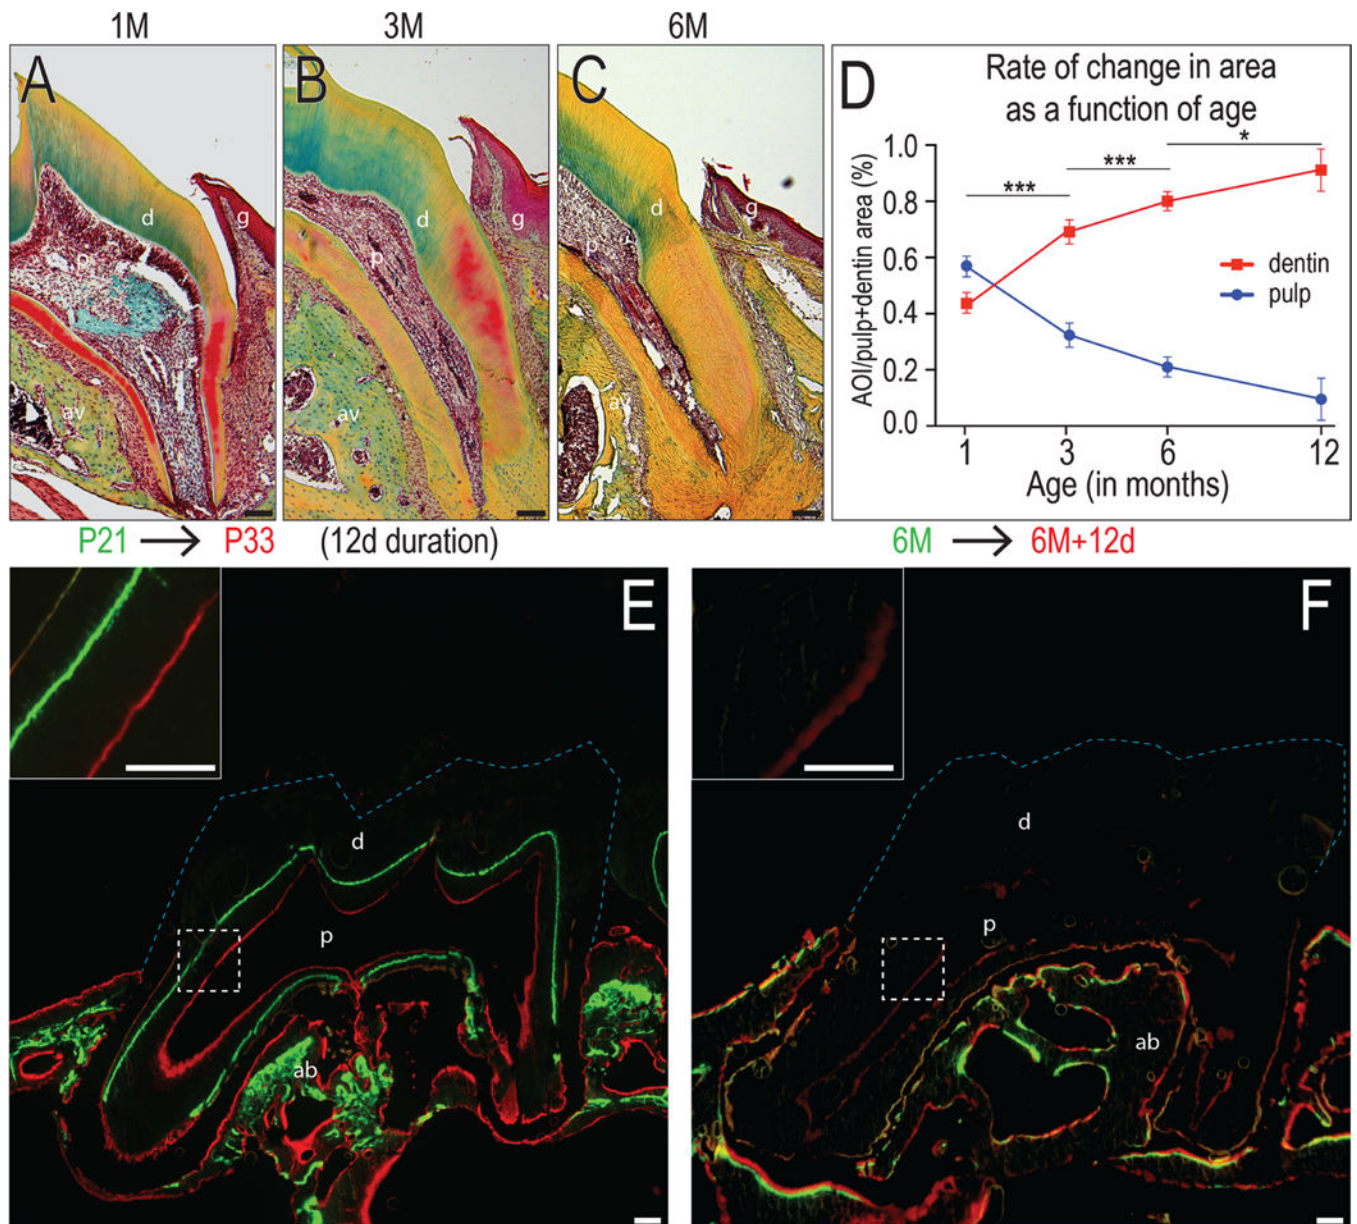 1M
3M
6M
A
d
g
p
av
B
d
g
p
av
C
d
g
p
av
D
Rate of change in area
as a function of age
AOI/pulp+dentin area (%)
1.0
0.8
0.6
0.4
0.2
0.0
***
***
*
dentin
pulp
1 3 6 12
Age (in months)
P21 → P33 (12d duration)
6M → 6M+12d
E
d
p
ab
F
d
p
ab